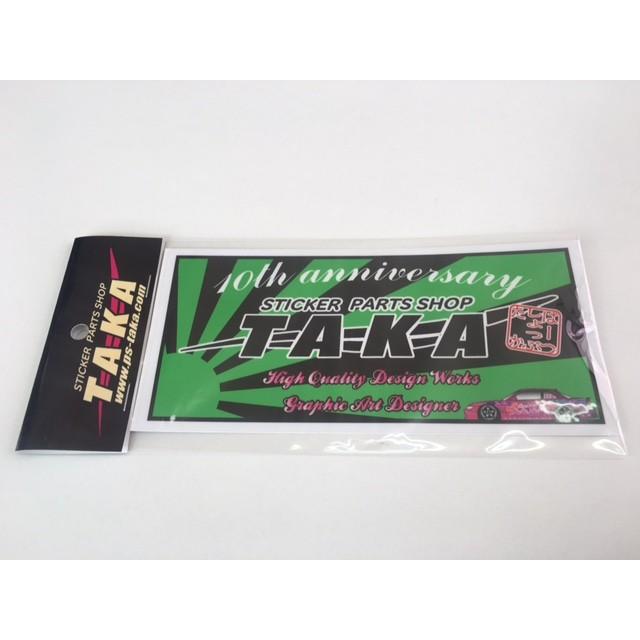 STICKER PARTS SHOP
T-A-K-A
www.ps-taka.com
10th anniversary
STICKER PARTS SHOP
T-A-K-A
High Quality Design Works
Graphic Art Designer